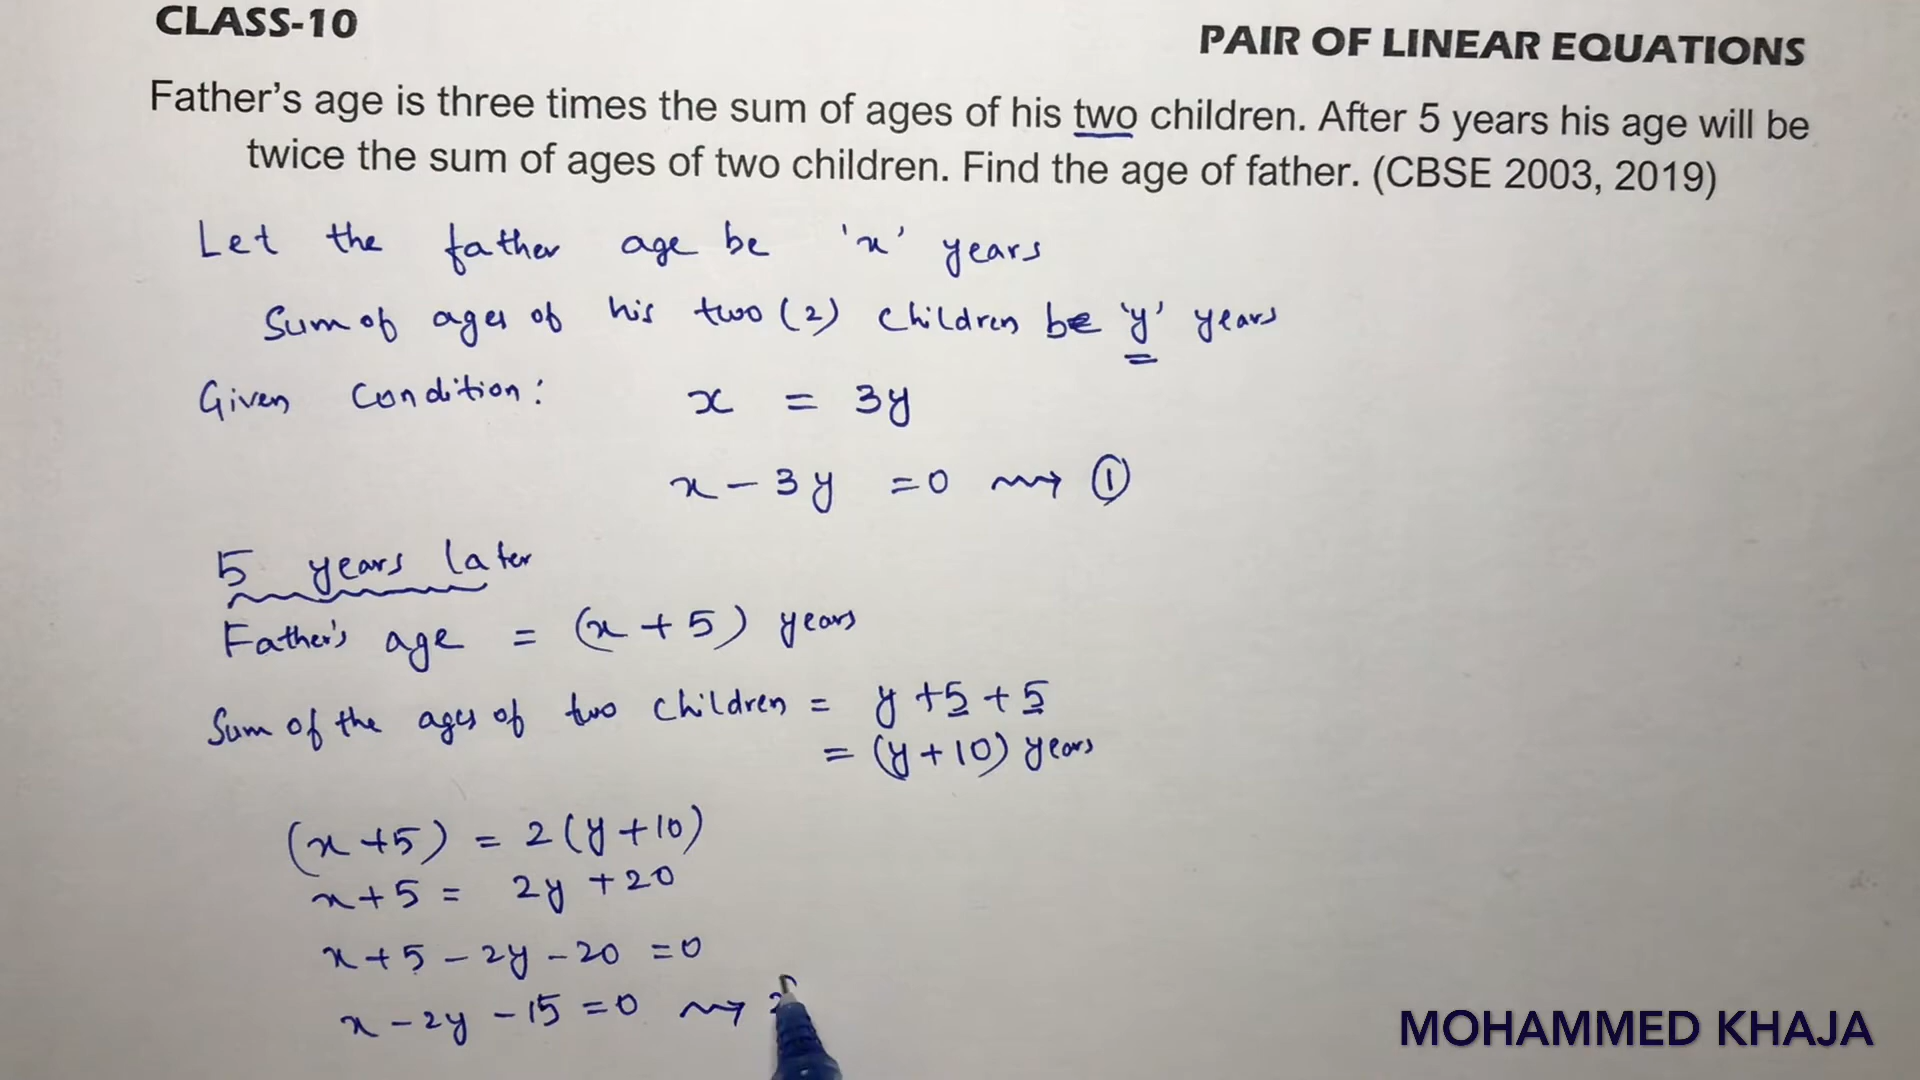 CLASS-10
PAIR OF LINEAR EQUATIONS
Father's age is three times the sum of ages of his two children. After 5 years his age will be
twice the sum of ages of two children. Find the age of father. (CBSE 2003, 2019)
Let the father age be 'x' years
Sum of ages of his two (2) children be 'y' years
Given Condition: x = 3y
x - 3y = 0 ⇝ ①
5 years later
Father's age = (x + 5) years
Sum of the ages of two children = y + 5 + 5
= (y + 10) years
(x + 5) = 2 (y + 10)
x + 5 = 2y + 20
x + 5 - 2y - 20 = 0
x - 2y - 15 = 0 ⇝
MOHAMMED KHAJA